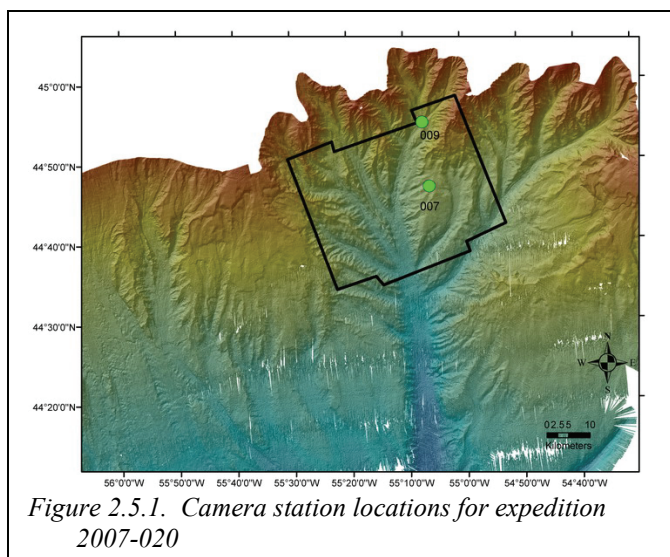 45°0'0"N
009
44°50'0"N
007
44°40'0"N
44°30'0"N
N
W E
S
44°20'0"N
0 2.5 5 10
Kilometers
56°0'0"W 55°50'0"W 55°40'0"W 55°20'0"W 55°10'0"W 55°0'0"W 54°50'0"W 54°40'0"W
Figure 2.5.1. Camera station locations for expedition
2007-020